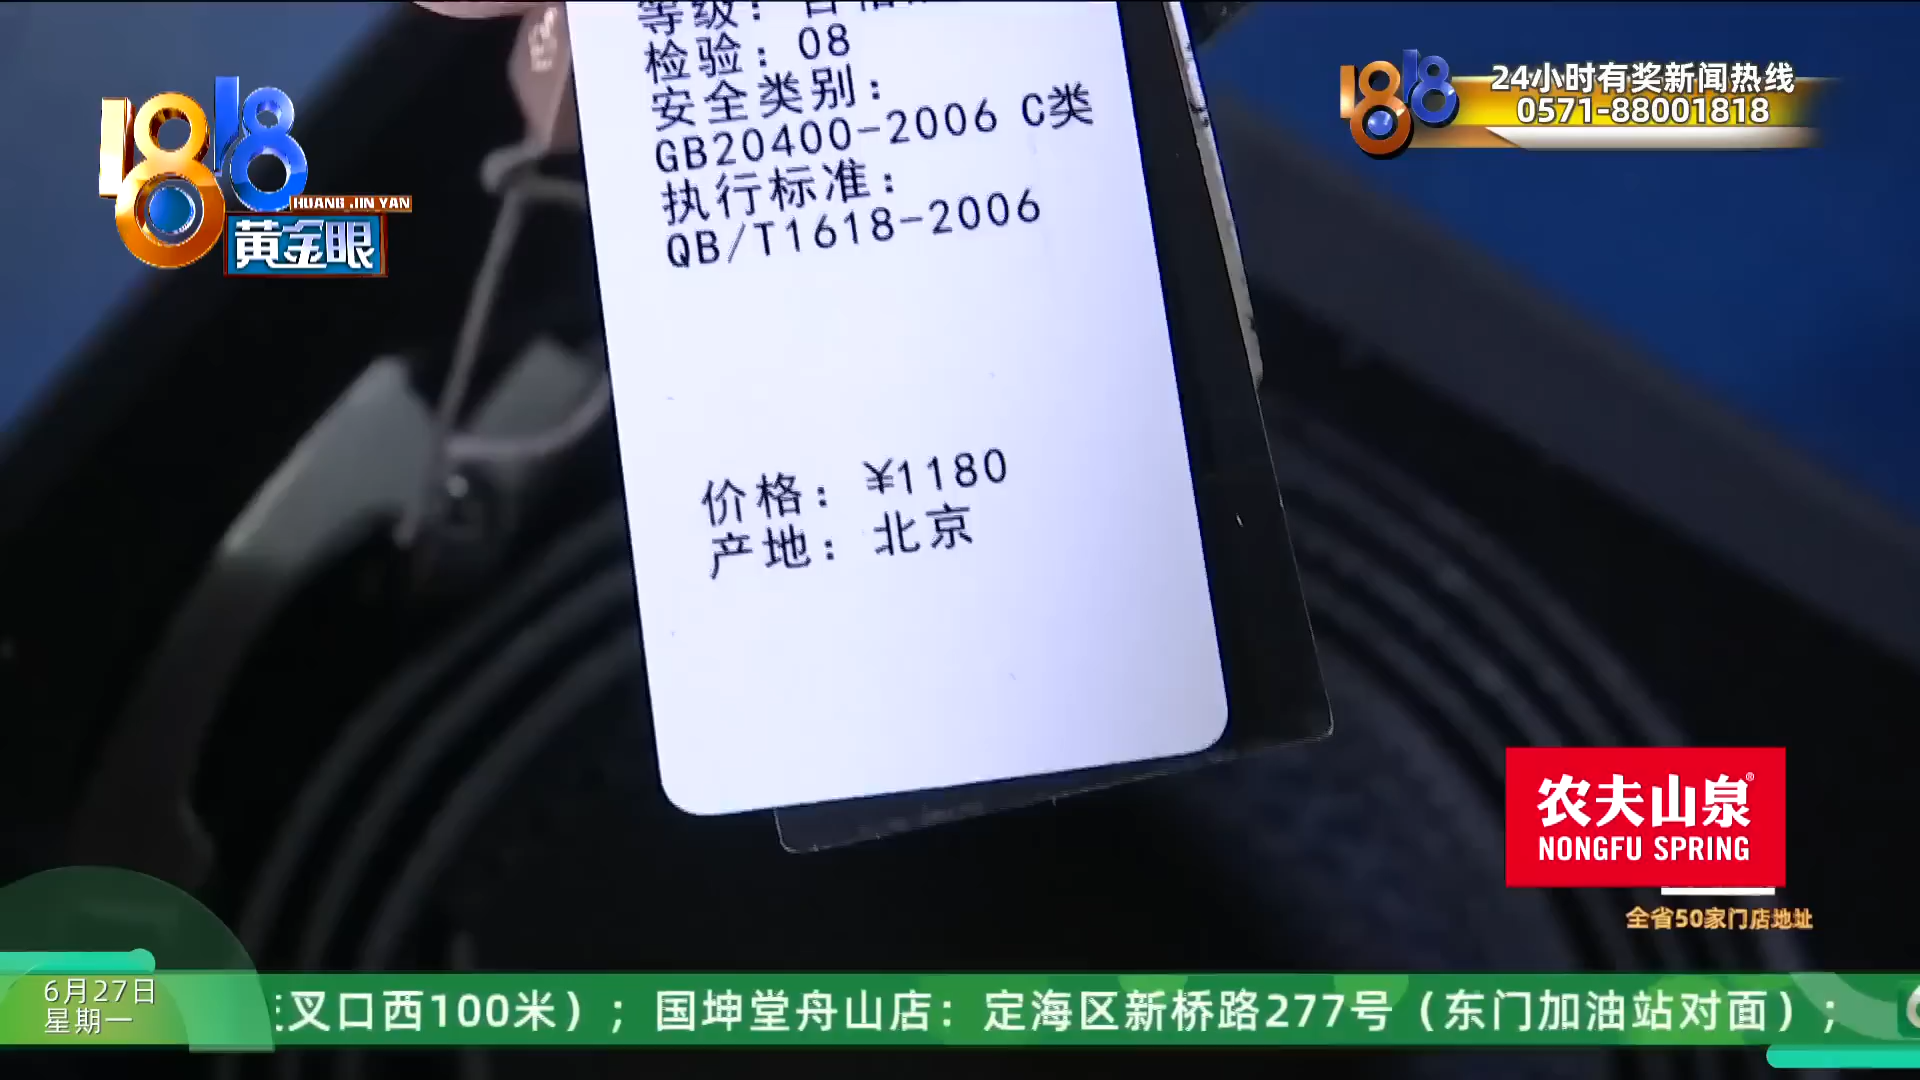 等级：合格
检验：08
安全类别：
GB20400-2006 C类
执行标准：
QB/T1618-2006
价格：¥1180
产地：北京
1818
HUANG JIN YAN
黄金眼
1818
24小时有奖新闻热线
0571-88001818
农夫山泉®
NONGFU SPRING
全省50家门店地址
6月27日
星期一
叉口西100米）；国坤堂舟山店：定海区新桥路277号（东门加油站对面）；